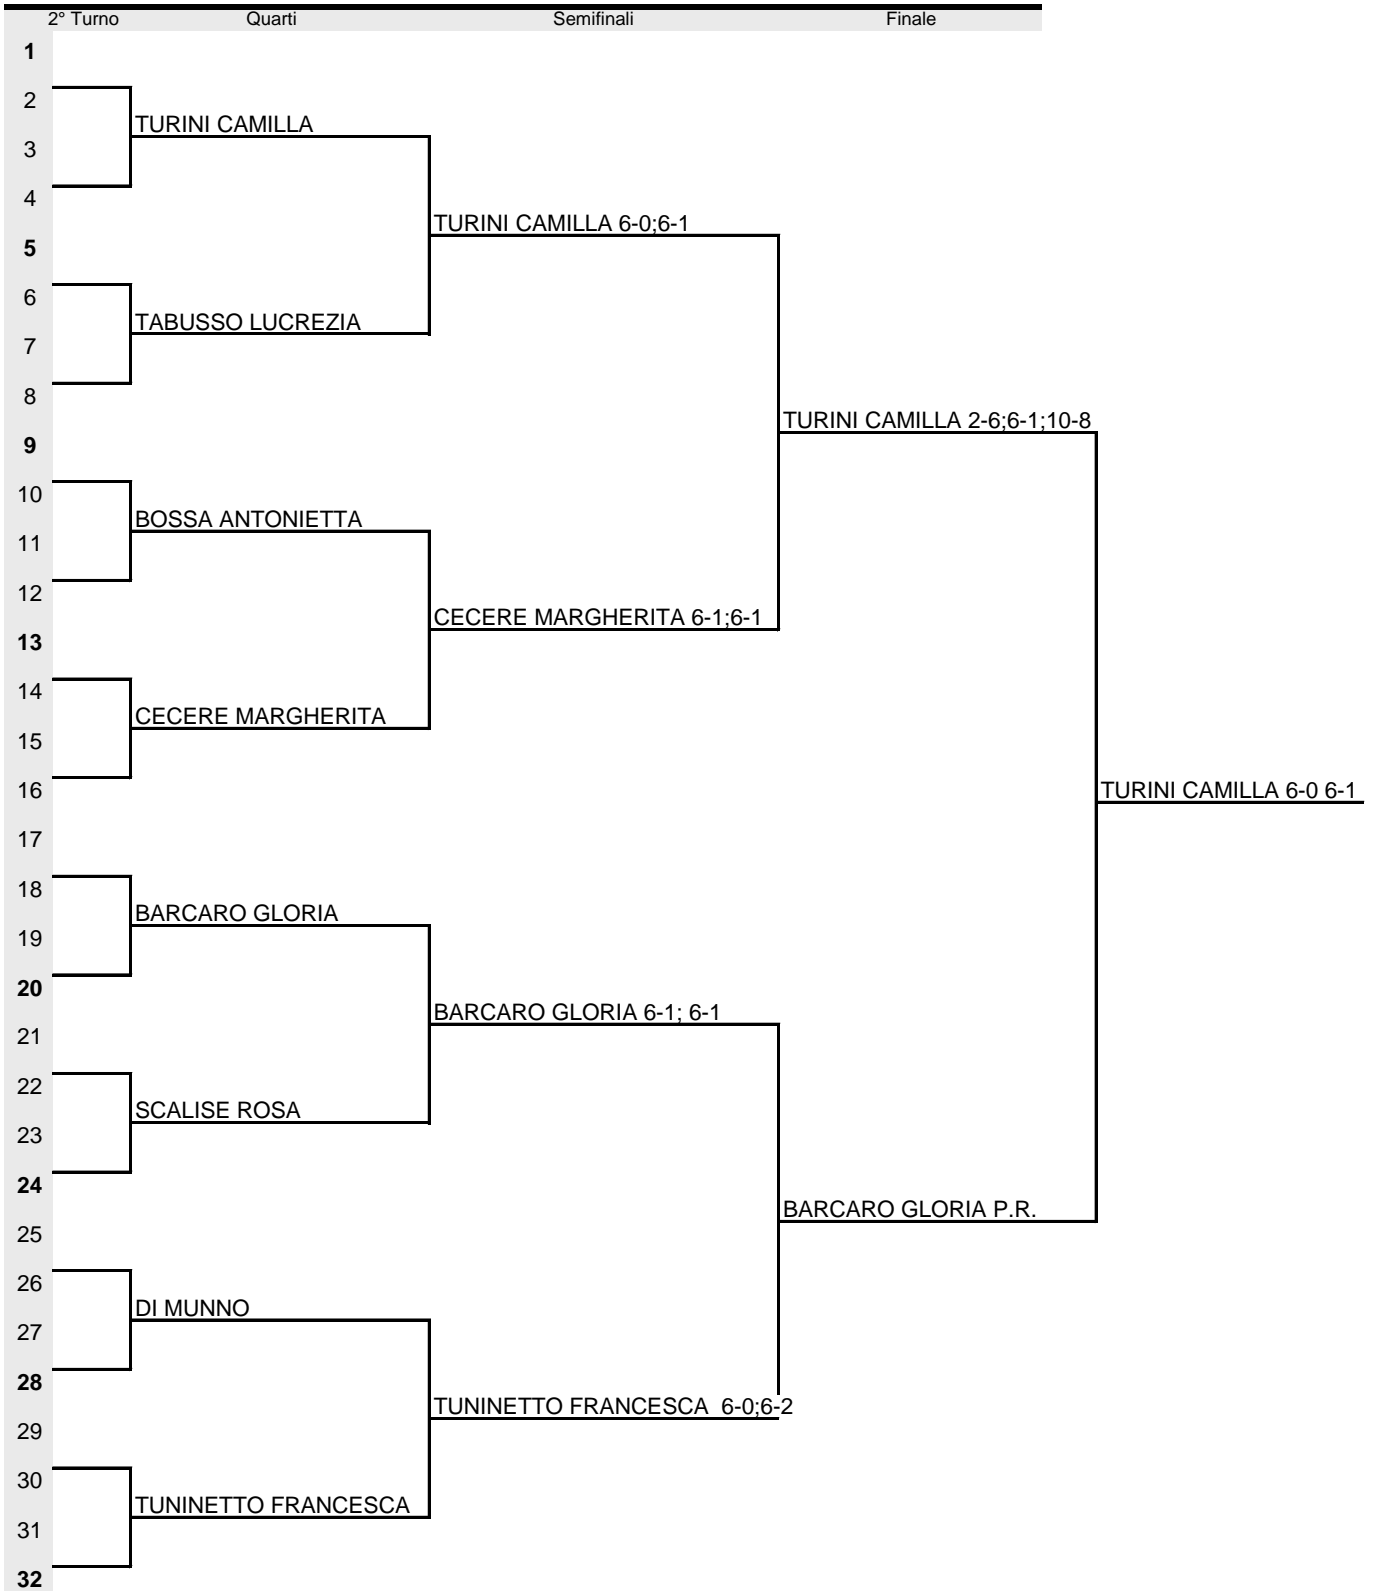 2° Turno Quarti Semifinali Finale
1
2
TURINI CAMILLA
3
4
TURINI CAMILLA 6-0;6-1
5
6
TABUSSO LUCREZIA
7
8
TURINI CAMILLA 2-6;6-1;10-8
9
10
BOSSA ANTONIETTA
11
12
CECERE MARGHERITA 6-1;6-1
13
14
CECERE MARGHERITA
15
16 TURINI CAMILLA 6-0 6-1
17
18
BARCARO GLORIA
19
20
BARCARO GLORIA 6-1; 6-1
21
22
SCALISE ROSA
23
24
BARCARO GLORIA P.R.
25
26
DI MUNNO
27
28
TUNINETTO FRANCESCA 6-0;6-2
29
30
TUNINETTO FRANCESCA
31
32